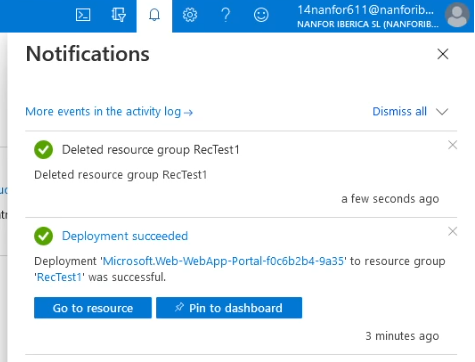 14nanfor611@nanforib...
NANFOR IBERICA SL (NANFORIB...
Notifications
More events in the activity log →
Dismiss all
Deleted resource group RecTest1
Deleted resource group RecTest1
a few seconds ago
Deployment succeeded
Deployment 'Microsoft.Web-WebApp-Portal-f0c6b2b4-9a35' to resource group
'RecTest1' was successful.
Go to resource
Pin to dashboard
3 minutes ago